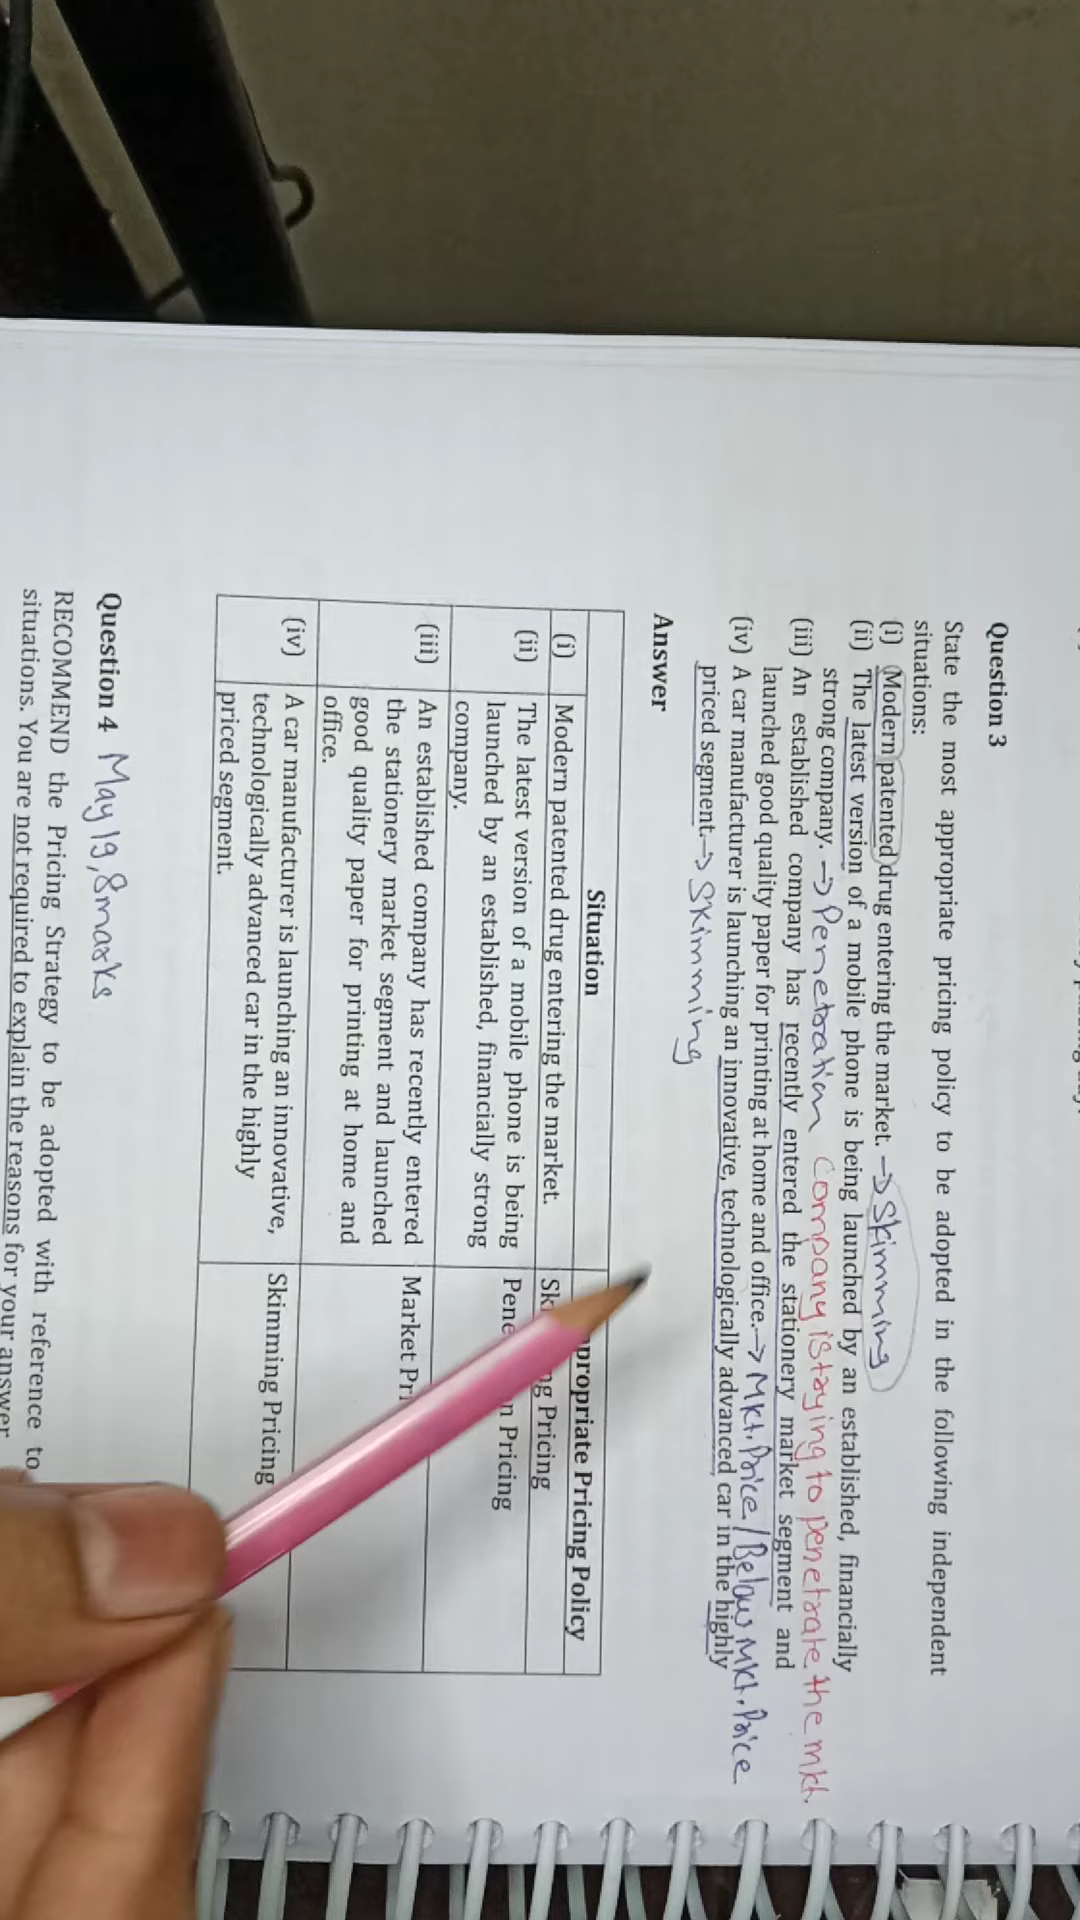 Question 3
State the most appropriate pricing policy to be adopted in the following independent
situations:
(i) Modern patented drug entering the market. → Skimming
(ii) The latest version of a mobile phone is being launched by an established, financially
strong company. → Penetration Company is trying to penetrate the mkt.
(iii) An established company has recently entered the stationery market segment and
launched good quality paper for printing at home and office. → Mkt. Price / Below Mkt. Price
(iv) A car manufacturer is launching an innovative, technologically advanced car in the highly
priced segment. → Skimming
Answer
Situation propriate Pricing Policy
(i) Modern patented drug entering the market. Sk ng Pricing
(ii) The latest version of a mobile phone is being Pene n Pricing
launched by an established, financially strong
company.
(iii) An established company has recently entered Market Pri
the stationery market segment and launched
good quality paper for printing at home and
office.
(iv) A car manufacturer is launching an innovative, Skimming Pricing
technologically advanced car in the highly
priced segment.
Question 4 May 19, 8 marks
RECOMMEND the Pricing Strategy to be adopted with reference to
situations. You are not required to explain the reasons for your answer